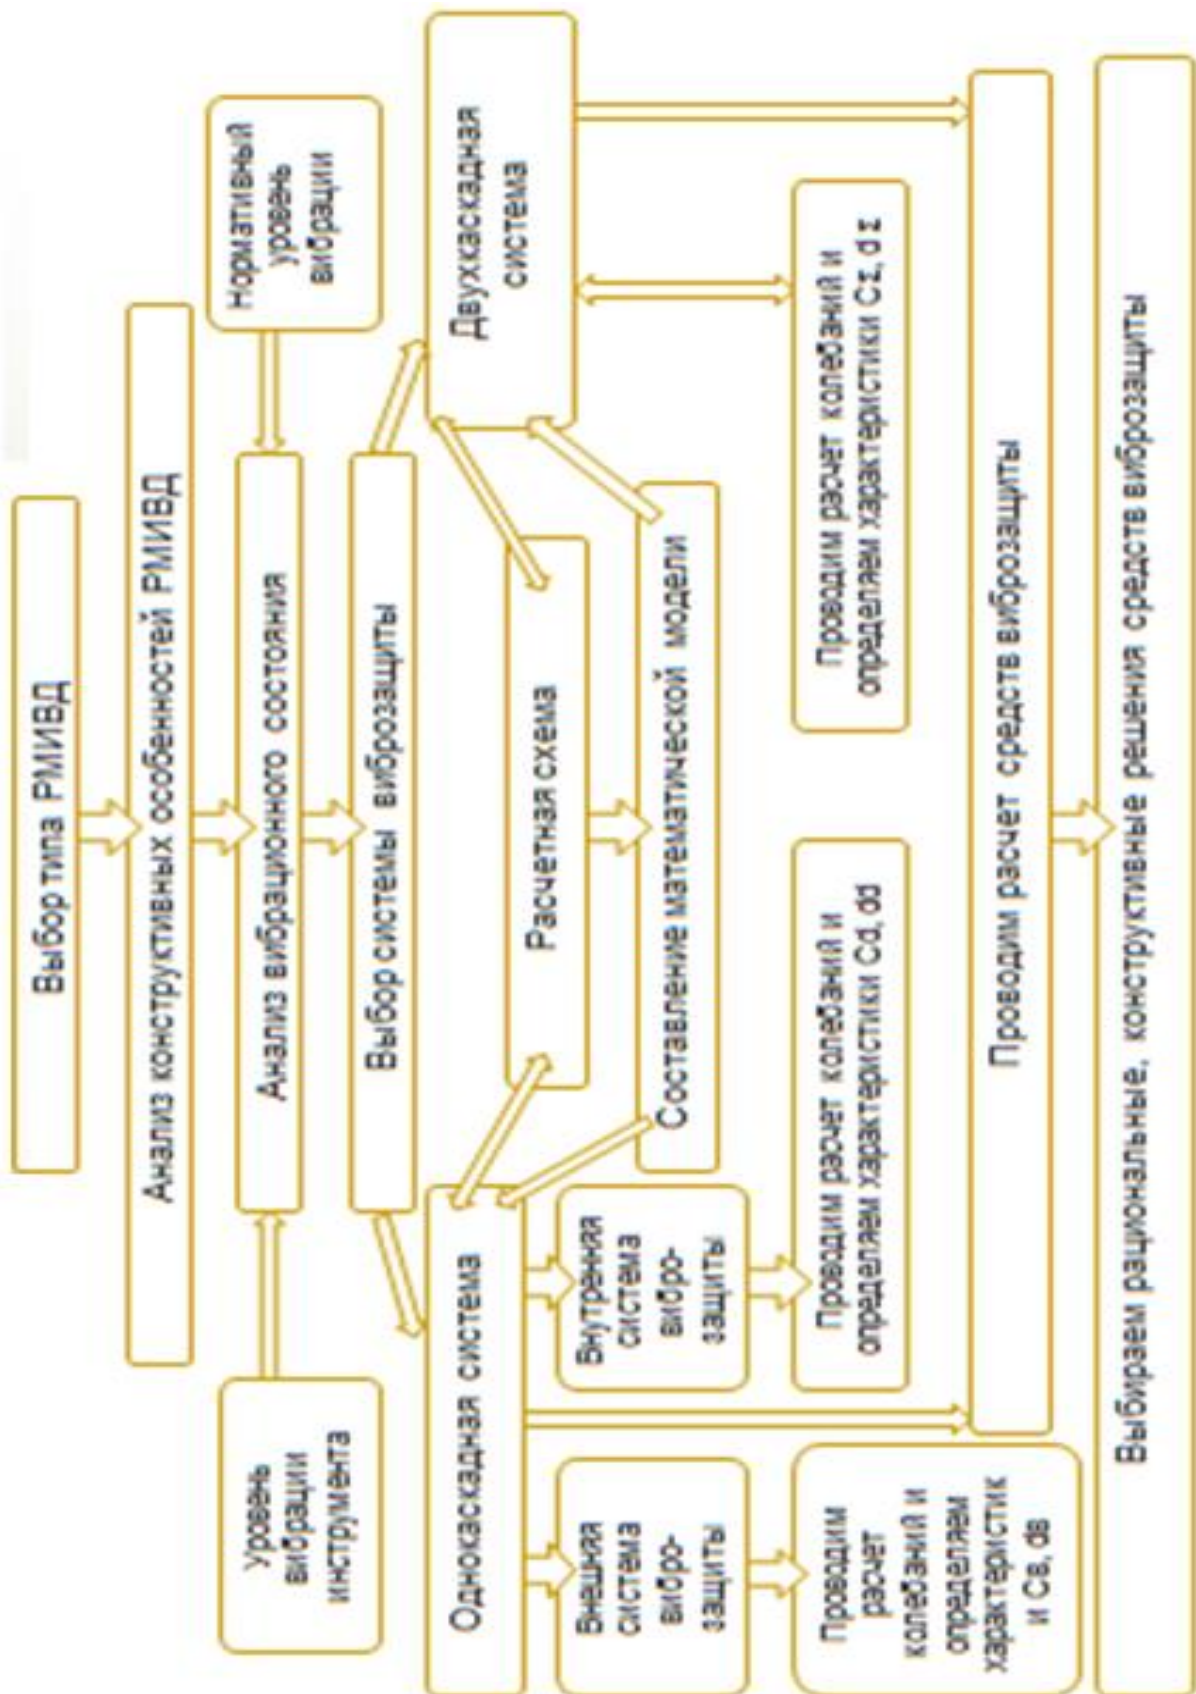 Выбор типа РМИВД
Анализ конструктивных особенностей РМИВД
Уровень
вибрации
инструмента
Анализ вибрационного состояния
Нормативный
уровень
вибрации
Выбор системы виброзащиты
Однокаскадная система
Расчетная схема
Двухкаскадная
система
Составление математической модели
Внешняя
система
вибро-
защиты
Внутренняя
система
вибро-
защиты
Проводим
расчет
колебаний и
определяем
характеристик
и Св, dв
Проводим расчет колебаний и
определяем характеристики Cd, dd
Проводим расчет колебаний и
определяем характеристики CΣ, d Σ
Проводим расчет средств виброзащиты
Выбираем рациональные, конструктивные решения средств виброзащиты